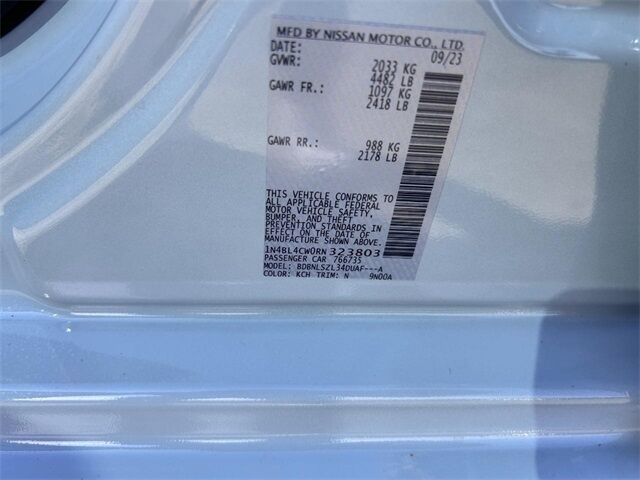 MFD BY NISSAN MOTOR CO., LTD.
DATE: 09/23
GVWR: 2033 KG
4482 LB
GAWR FR.: 1097 KG
2418 LB
GAWR RR.: 988 KG
2178 LB
THIS VEHICLE CONFORMS TO
ALL APPLICABLE FEDERAL
MOTOR VEHICLE SAFETY,
BUMPER, AND THEFT
PREVENTION STANDARDS IN
EFFECT ON THE DATE OF
MANUFACTURE SHOWN ABOVE.
1N4BL4CW0RN323803
PASSENGER CAR 766735
MODEL: BDBNLSZL34DUAF---A
COLOR: KCH TRIM: N 9N00A